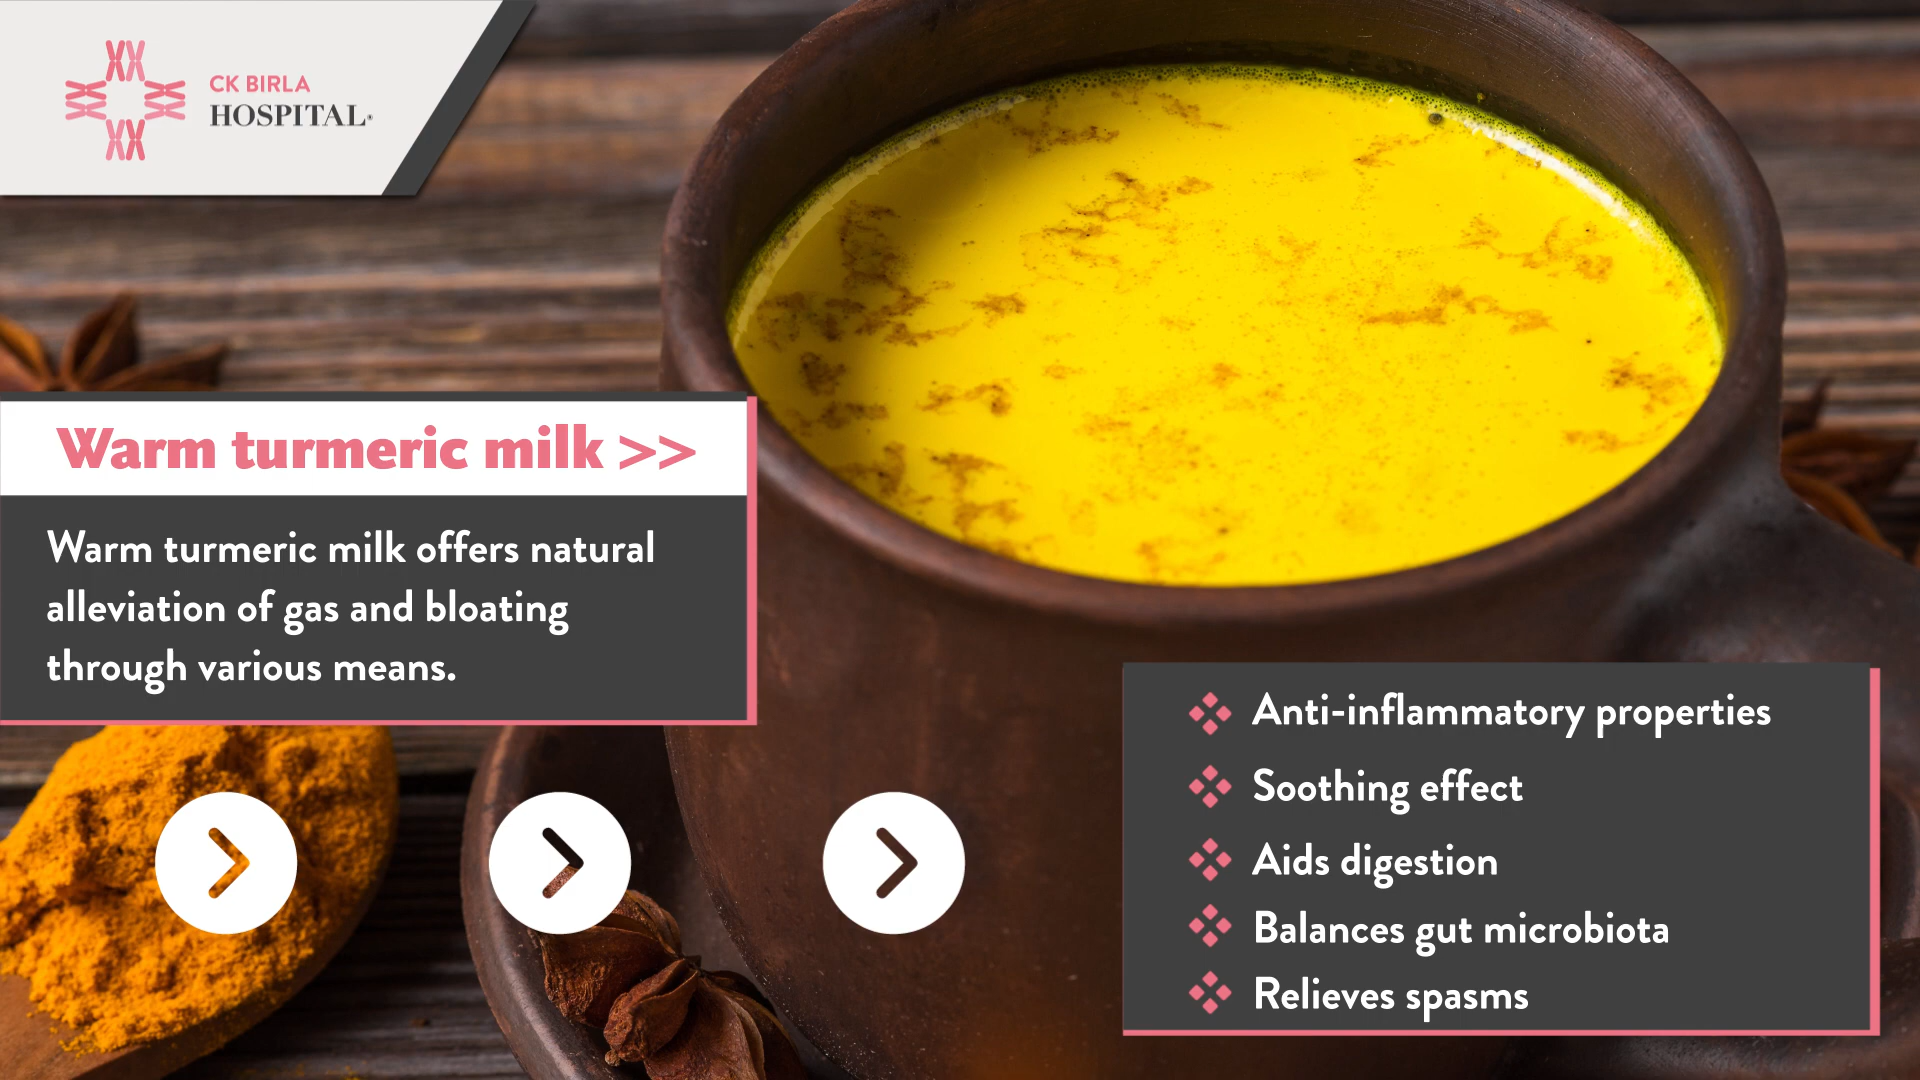 CK BIRLA
HOSPITAL
Warm turmeric milk >>
Warm turmeric milk offers natural
alleviation of gas and bloating
through various means.
Anti-inflammatory properties
Soothing effect
Aids digestion
Balances gut microbiota
Relieves spasms